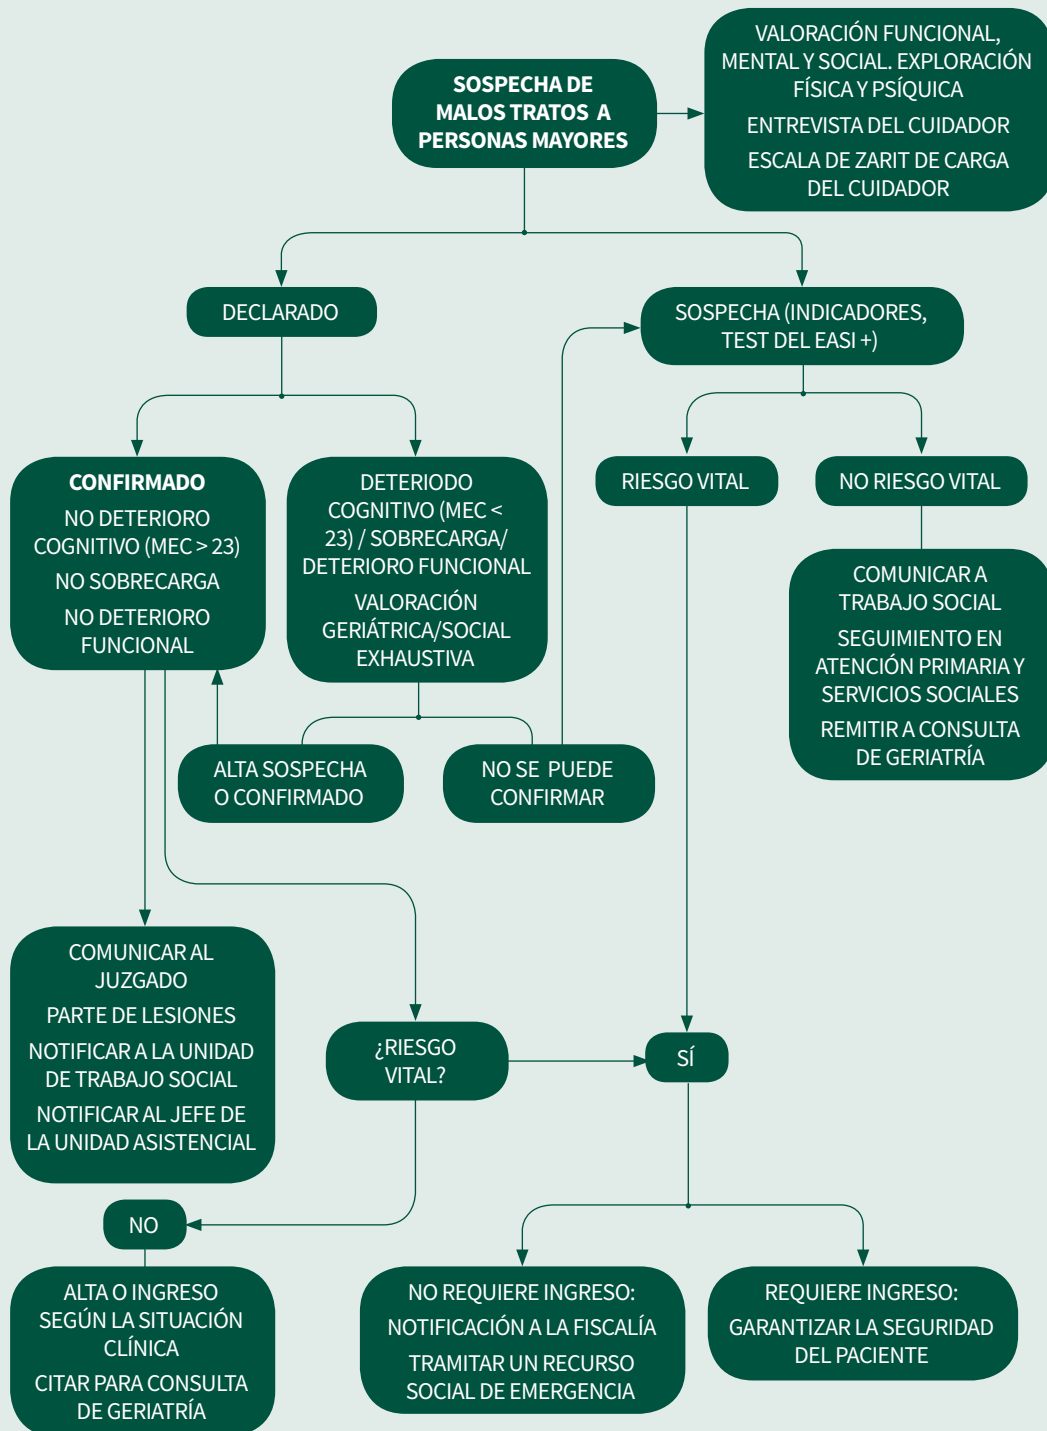 SOSPECHA DE
MALOS TRATOS A
PERSONAS MAYORES
VALORACIÓN FUNCIONAL,
MENTAL Y SOCIAL. EXPLORACIÓN
FÍSICA Y PSÍQUICA
ENTREVISTA DEL CUIDADOR
ESCALA DE ZARIT DE CARGA
DEL CUIDADOR
DECLARADO
SOSPECHA (INDICADORES,
TEST DEL EASI +)
CONFIRMADO
NO DETERIORO
COGNITIVO (MEC > 23)
NO SOBRECARGA
NO DETERIORO
FUNCIONAL
DETERIODO
COGNITIVO (MEC <
23) / SOBRECARGA/
DETERIORO FUNCIONAL
VALORACIÓN
GERIÁTRICA/SOCIAL
EXHAUSTIVA
RIESGO VITAL
NO RIESGO VITAL
COMUNICAR A
TRABAJO SOCIAL
SEGUIMIENTO EN
ATENCIÓN PRIMARIA Y
SERVICIOS SOCIALES
REMITIR A CONSULTA
DE GERIATRÍA
ALTA SOSPECHA
O CONFIRMADO
NO SE PUEDE
CONFIRMAR
COMUNICAR AL
JUZGADO
PARTE DE LESIONES
NOTIFICAR A LA UNIDAD
DE TRABAJO SOCIAL
NOTIFICAR AL JEFE DE
LA UNIDAD ASISTENCIAL
¿RIESGO
VITAL?
SÍ
NO
ALTA O INGRESO
SEGÚN LA SITUACIÓN
CLÍNICA
CITAR PARA CONSULTA
DE GERIATRÍA
NO REQUIERE INGRESO:
NOTIFICACIÓN A LA FISCALÍA
TRAMITAR UN RECURSO
SOCIAL DE EMERGENCIA
REQUIERE INGRESO:
GARANTIZAR LA SEGURIDAD
DEL PACIENTE